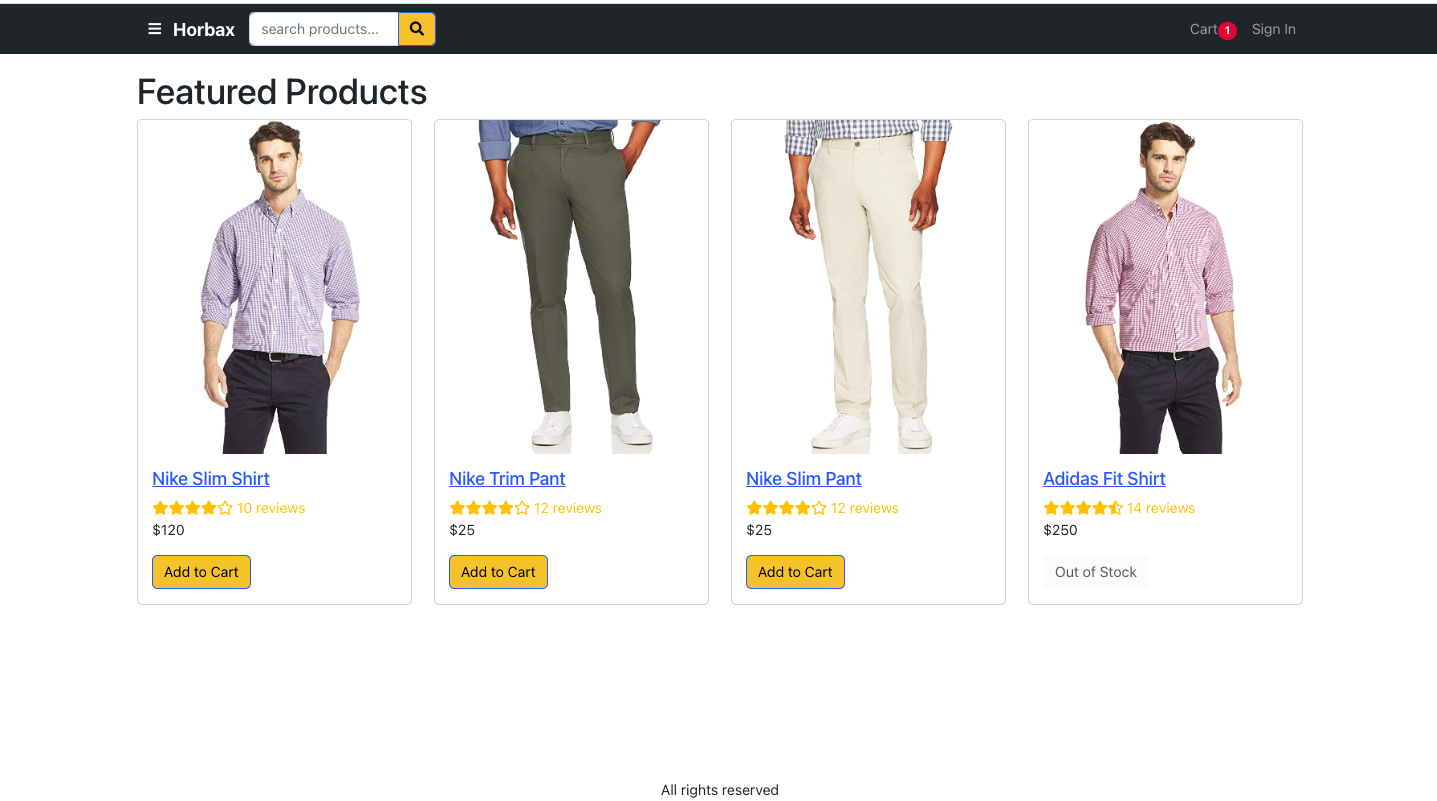 Horbax
search products...
Cart 1
Sign In
Featured Products
Nike Slim Shirt
10 reviews
$120
Add to Cart
Nike Trim Pant
12 reviews
$25
Add to Cart
Nike Slim Pant
12 reviews
$25
Add to Cart
Adidas Fit Shirt
14 reviews
$250
Out of Stock
All rights reserved